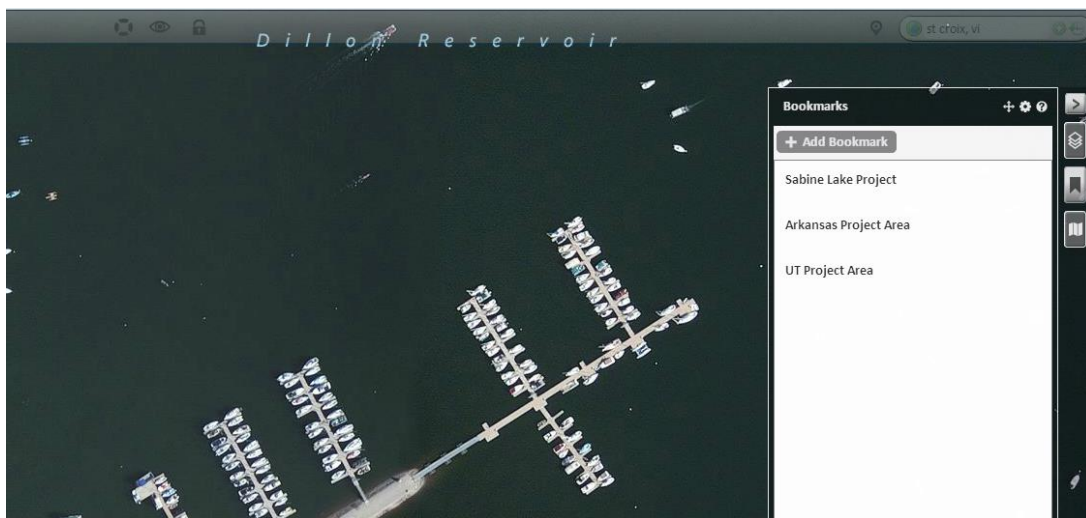 Dillon Reservoir
st croix, vi
Bookmarks
+ Add Bookmark
Sabine Lake Project
Arkansas Project Area
UT Project Area